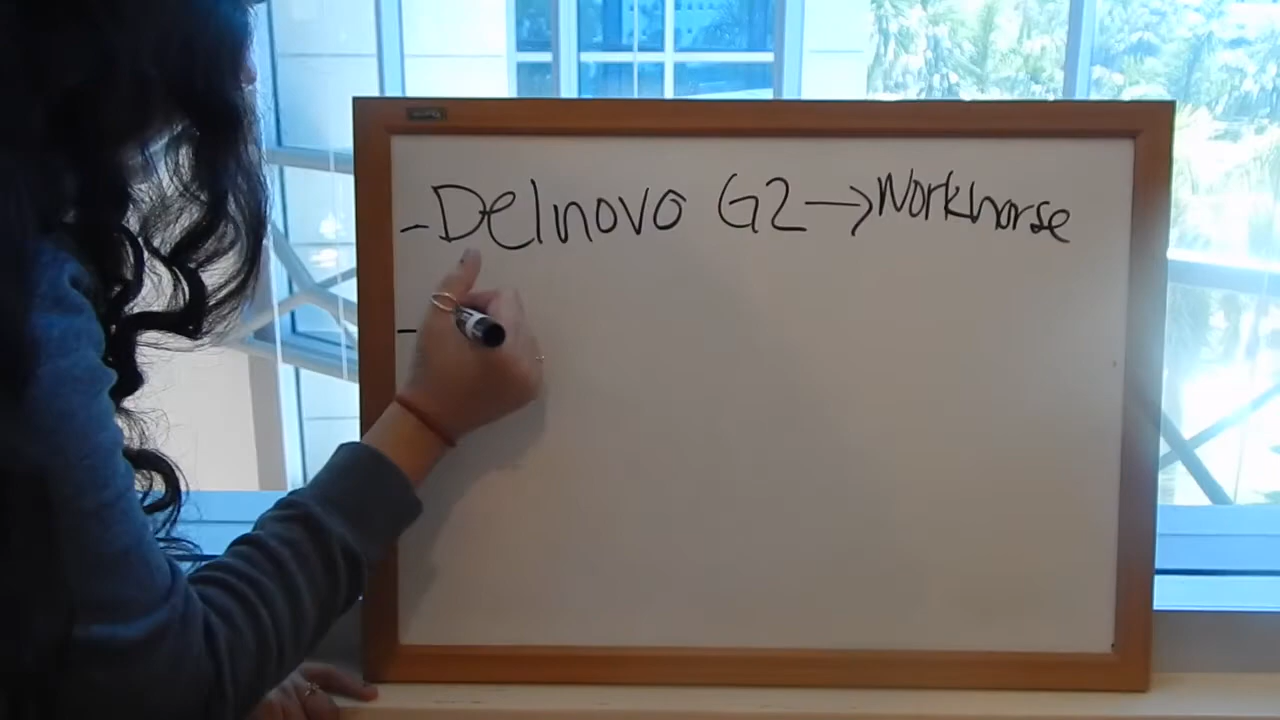 - Delnovo G2 → Workhorse
-